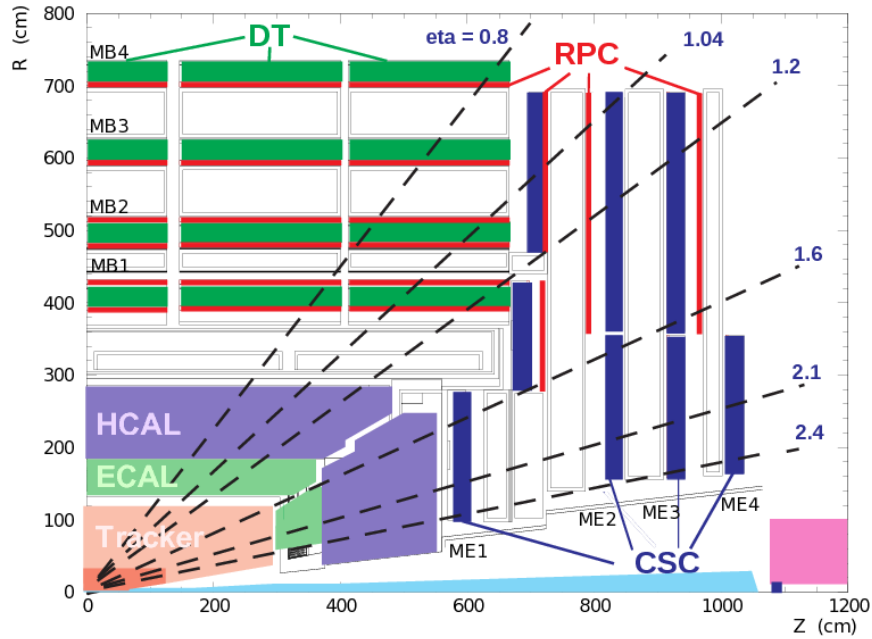 R (cm)
800
700
600
500
400
300
200
100
0
MB4
MB3
MB2
MB1
DT
eta = 0.8
RPC
1.04
1.2
1.6
2.1
2.4
HCAL
ECAL
Tracker
ME1
ME2
ME3
ME4
CSC
0
200
400
600
800
1000
1200
Z (cm)